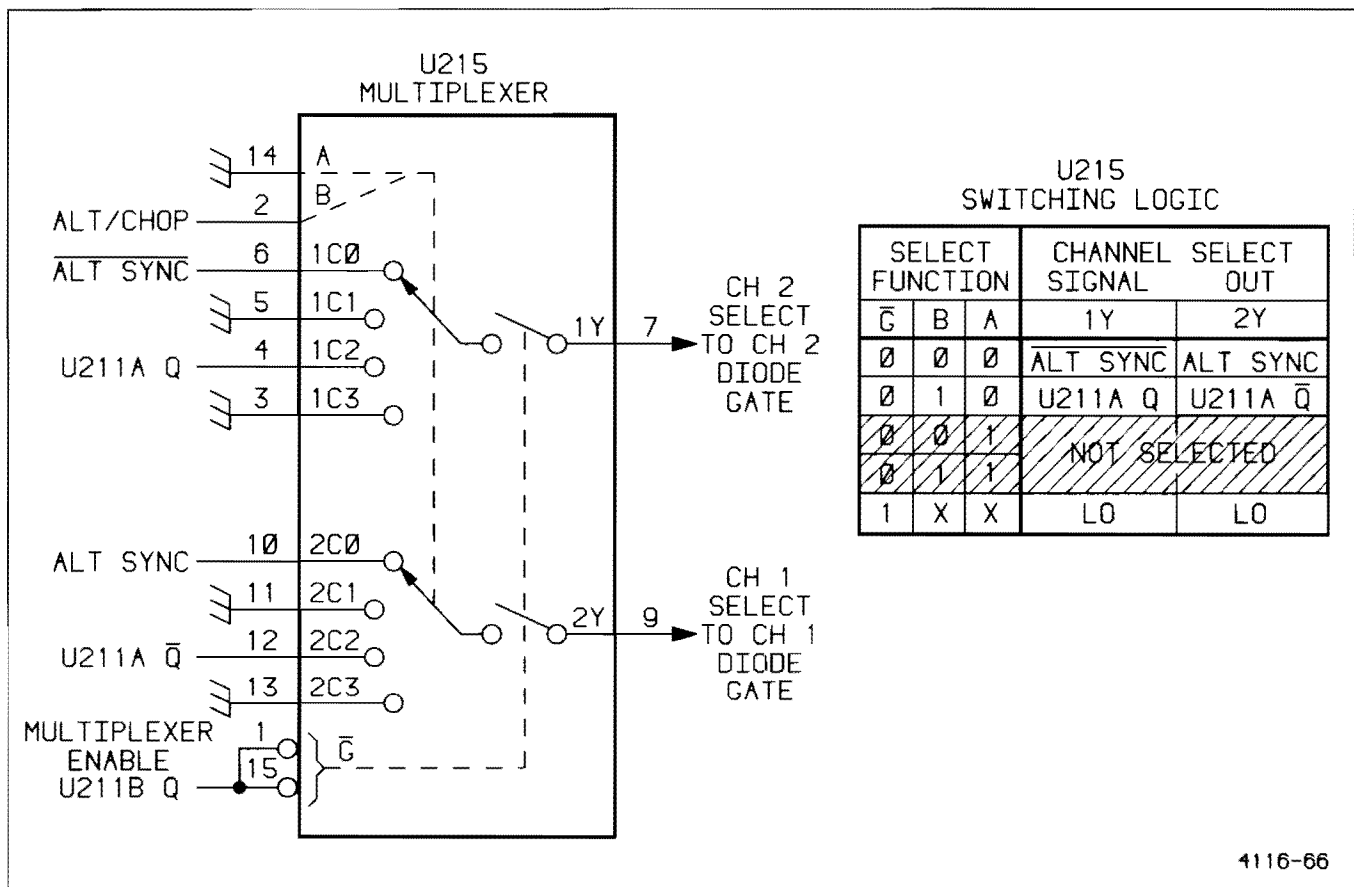 U215
MULTIPLEXER
14 A
2 B
ALT/CHOP
6 1CØ
A̅L̅T̅ ̅S̅Y̅N̅C̅
5 1C1
4 1C2
U211A Q
3 1C3
1Y 7
CH 2
SELECT
TO CH 2
DIODE
GATE
ALT SYNC
10 2CØ
11 2C1
U211A Q̅
12 2C2
13 2C3
2Y 9
CH 1
SELECT
TO CH 1
DIODE
GATE
MULTIPLEXER
ENABLE
U211B Q
1
15
G̅
U215
SWITCHING LOGIC
SELECT FUNCTION
CHANNEL SELECT
SIGNAL OUT
G̅ B A 1Y 2Y
Ø Ø Ø A̅L̅T̅ ̅S̅Y̅N̅C̅ ALT SYNC
Ø 1 Ø U211A Q U211A Q̅
Ø Ø 1 NOT SELECTED
Ø 1 1
1 X X LO LO
4116-66